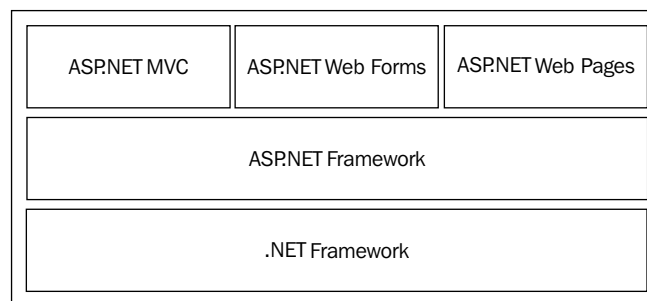 ASP.NET MVC
ASP.NET Web Forms
ASP.NET Web Pages
ASP.NET Framework
.NET Framework